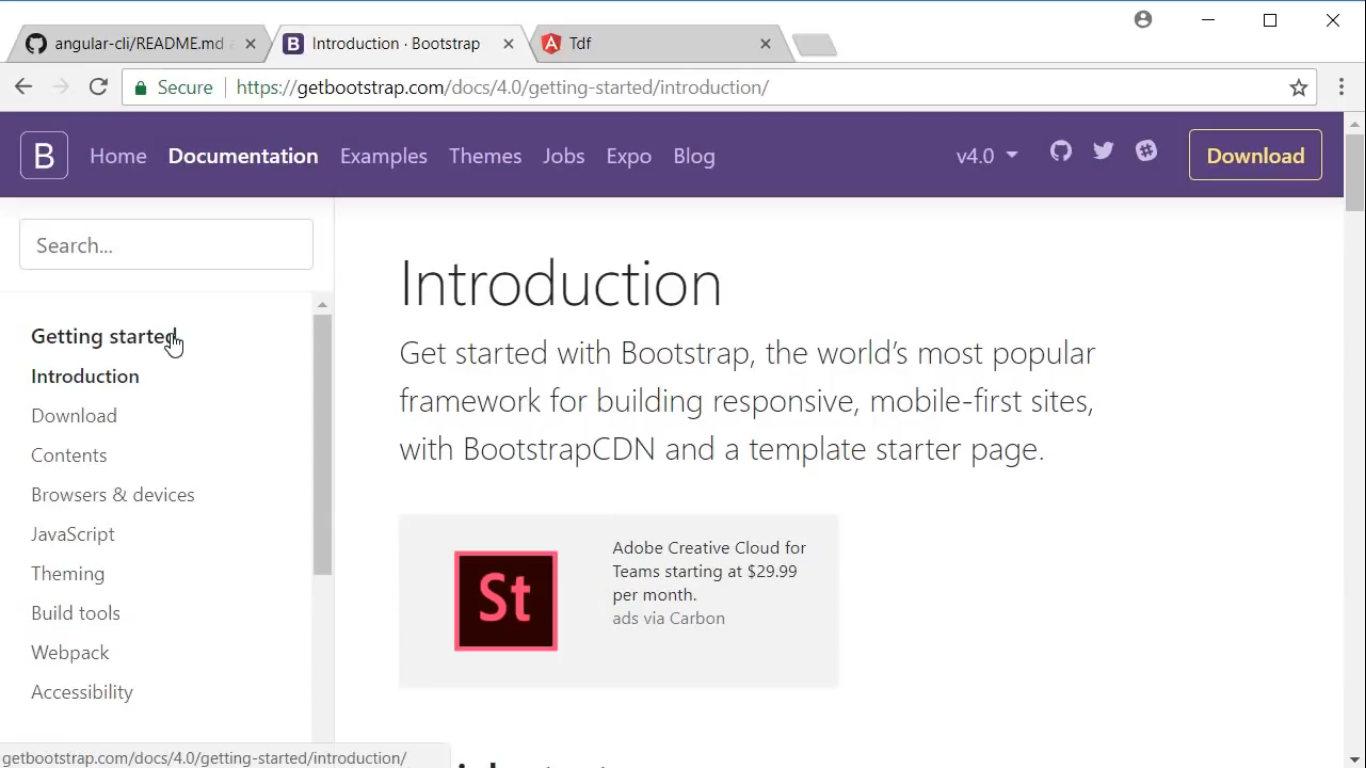 angular-cli/README.md
Introduction · Bootstrap
Tdf
Secure
https://getbootstrap.com/docs/4.0/getting-started/introduction/
B
Home
Documentation
Examples
Themes
Jobs
Expo
Blog
v4.0
Download
Search...
Getting started
Introduction
Download
Contents
Browsers & devices
JavaScript
Theming
Build tools
Webpack
Accessibility
Introduction
Get started with Bootstrap, the world's most popular
framework for building responsive, mobile-first sites,
with BootstrapCDN and a template starter page.
St
Adobe Creative Cloud for
Teams starting at $29.99
per month.
ads via Carbon
getbootstrap.com/docs/4.0/getting-started/introduction/